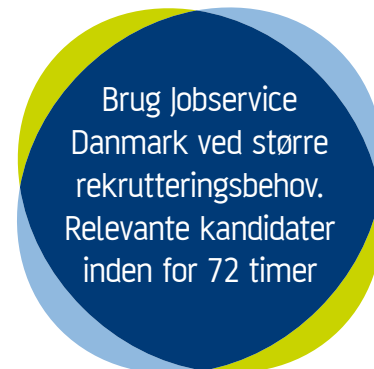 Brug Jobservice
Danmark ved større
rekrutteringsbehov.
Relevante kandidater
inden for 72 timer